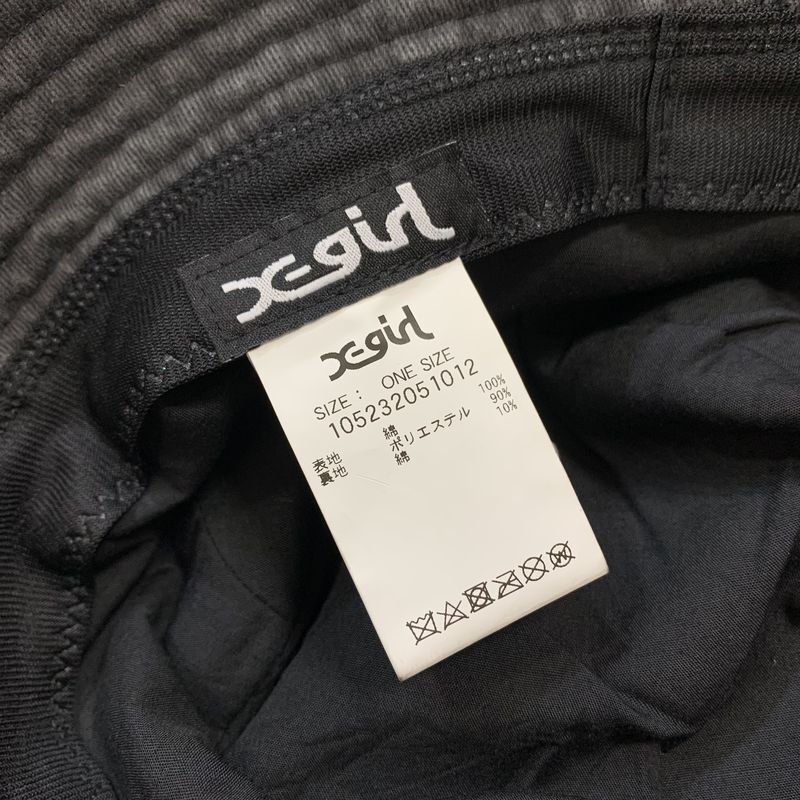 X-girl
X-girl
SIZE : ONE SIZE
105232051012
表地 綿 100%
裏地 ポリエステル 90%
綿 10%